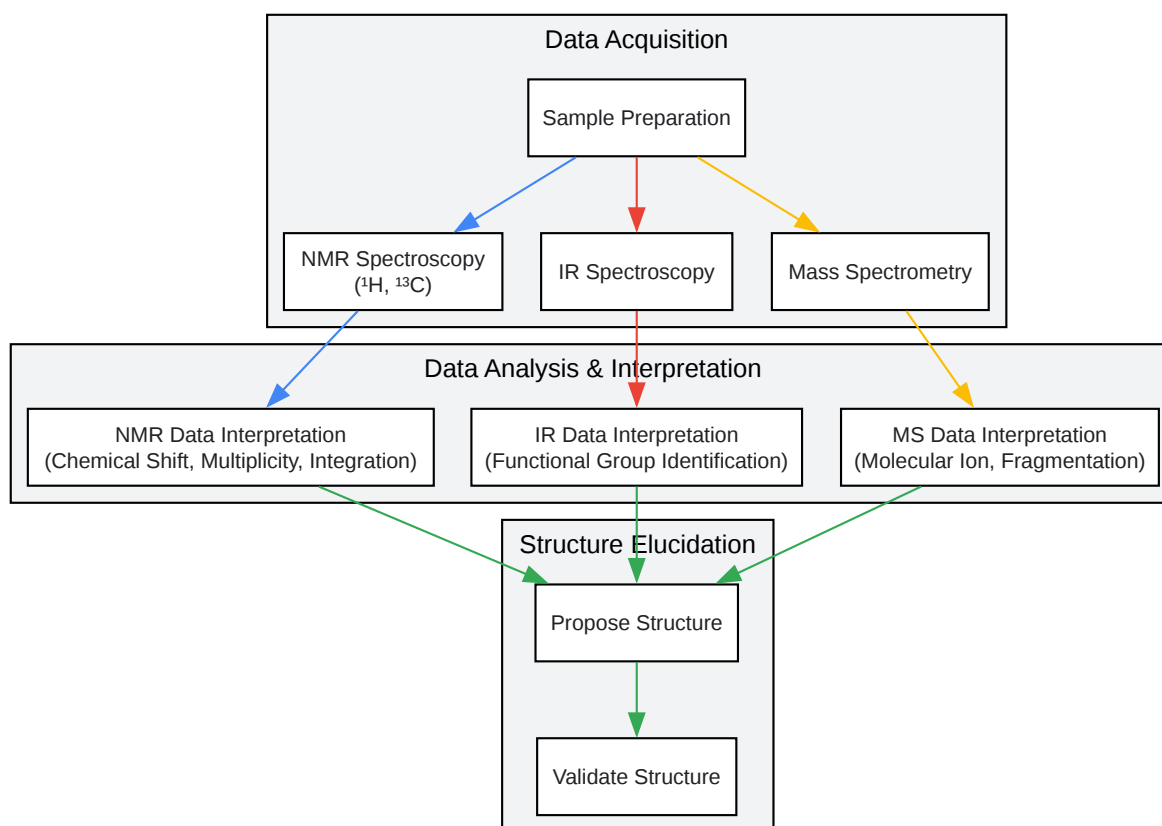 Data Acquisition
Sample Preparation
NMR Spectroscopy
(¹H, ¹³C)
IR Spectroscopy
Mass Spectrometry
Data Analysis & Interpretation
NMR Data Interpretation
(Chemical Shift, Multiplicity, Integration)
IR Data Interpretation
(Functional Group Identification)
MS Data Interpretation
(Molecular Ion, Fragmentation)
Structure Elucidation
Propose Structure
Validate Structure